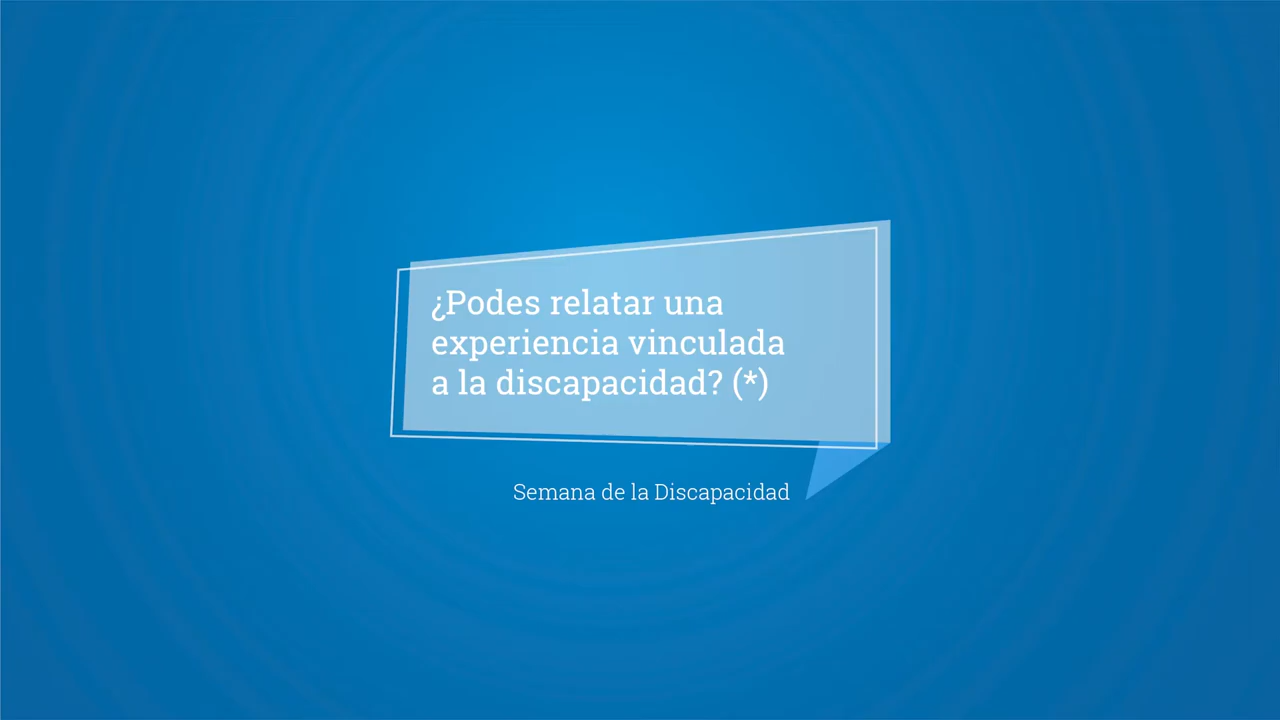 ¿Podes relatar una
experiencia vinculada
a la discapacidad? (*)
Semana de la Discapacidad